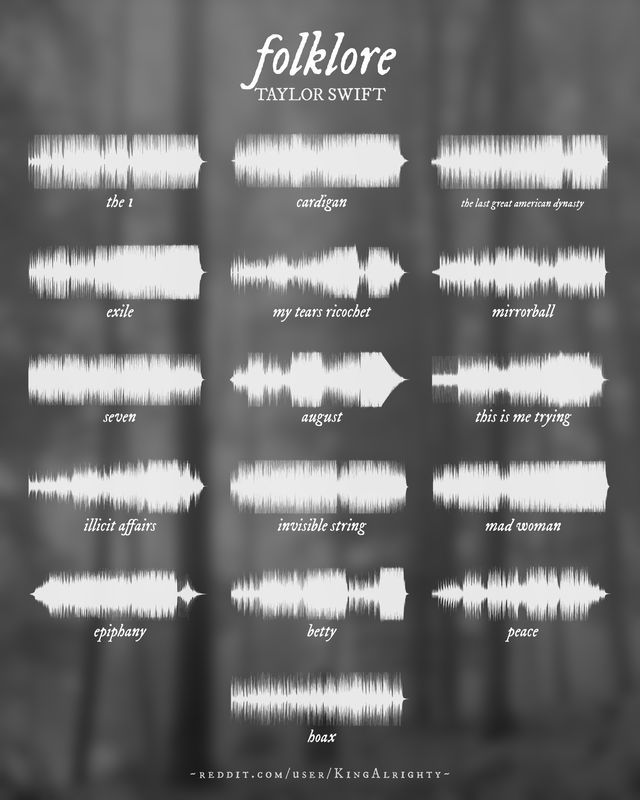 folklore
TAYLOR SWIFT
the 1
cardigan
the last great american dynasty
exile
my tears ricochet
mirrorball
seven
august
this is me trying
illicit affairs
invisible string
mad woman
epiphany
betty
peace
hoax
~reddit.com/user/KingAlrighty~